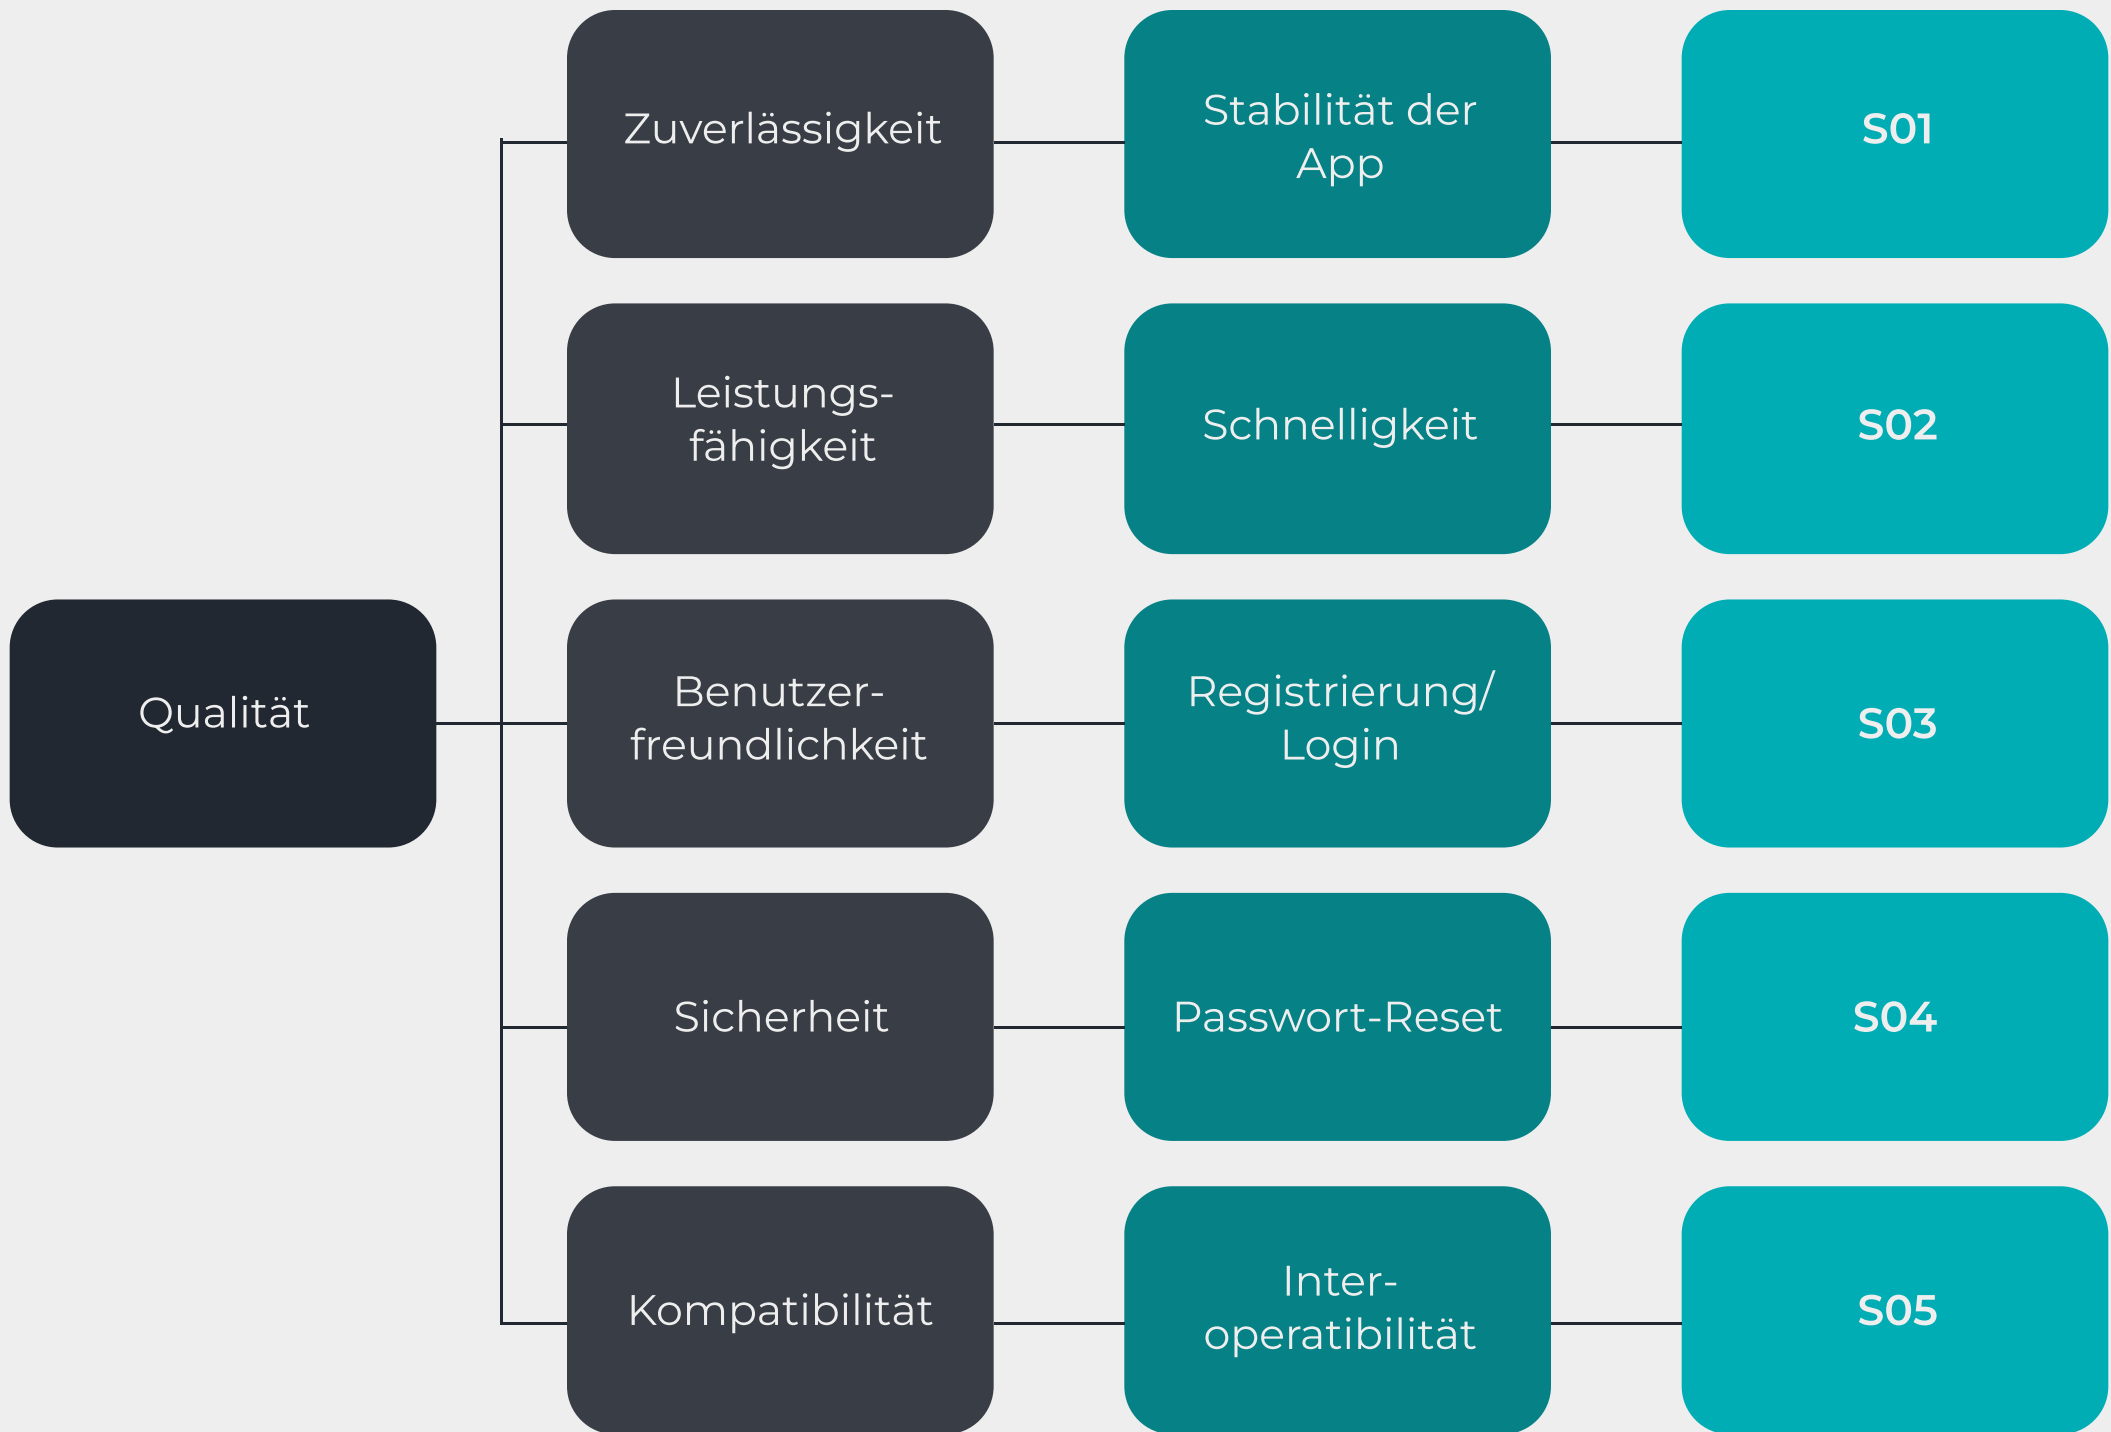 Zuverlässigkeit
Stabilität der
App
S01
Leistungs-
fähigkeit
Schnelligkeit
S02
Qualität
Benutzer-
freundlichkeit
Registrierung/
Login
S03
Sicherheit
Passwort-Reset
S04
Kompatibilität
Inter-
operatibilität
S05